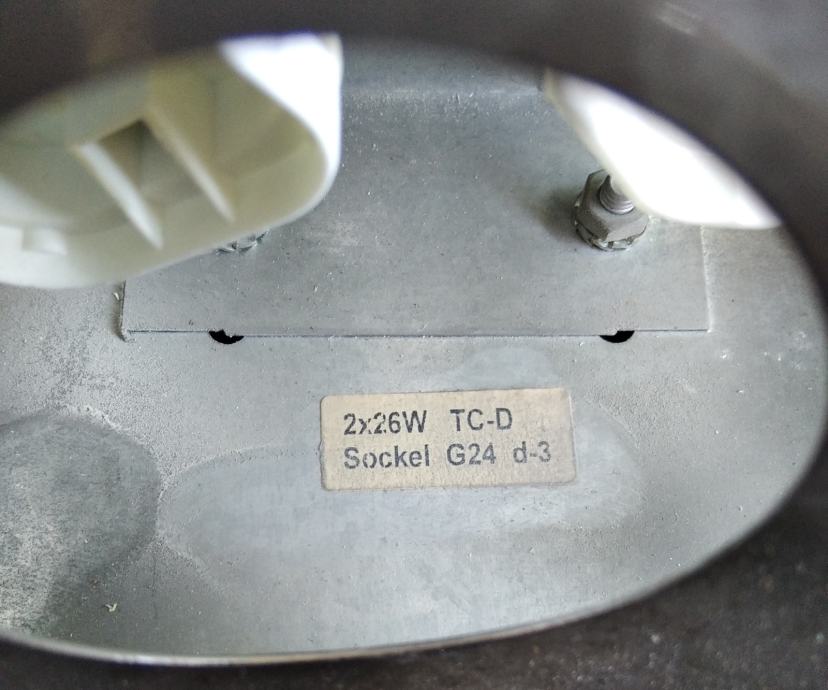 2x26W TC-D
Sockel G24 d-3